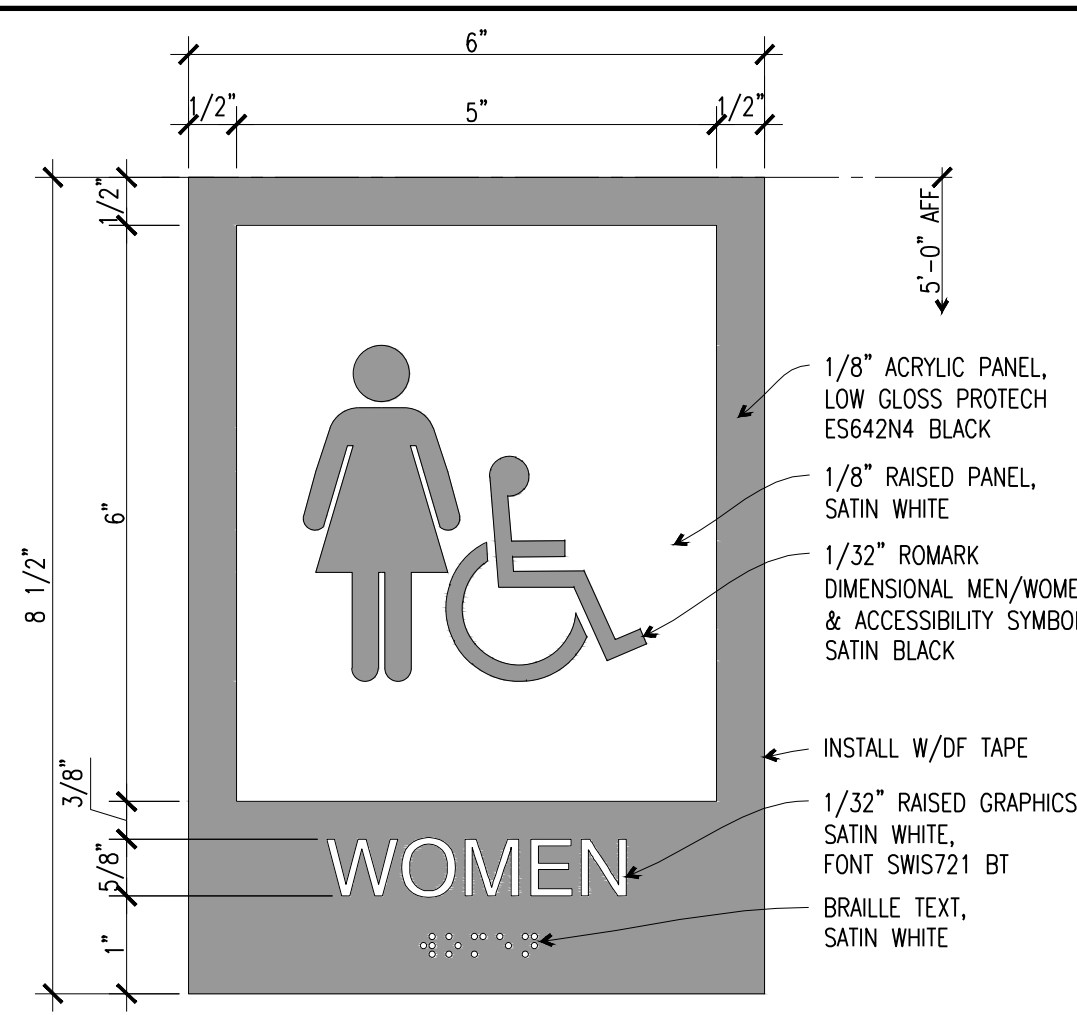 6"
1/2"
5"
1/2"
1/2"
5'-0" AFF
6"
8 1/2"
3/8"
5/8"
1"
1/8" ACRYLIC PANEL,
LOW GLOSS PROTECH
ES642N4 BLACK
1/8" RAISED PANEL,
SATIN WHITE
1/32" ROMARK
DIMENSIONAL MEN/WOME
& ACCESSIBILITY SYMBO
SATIN BLACK
INSTALL W/DF TAPE
1/32" RAISED GRAPHICS
SATIN WHITE,
FONT SWIS721 BT
BRAILLE TEXT,
SATIN WHITE
WOMEN